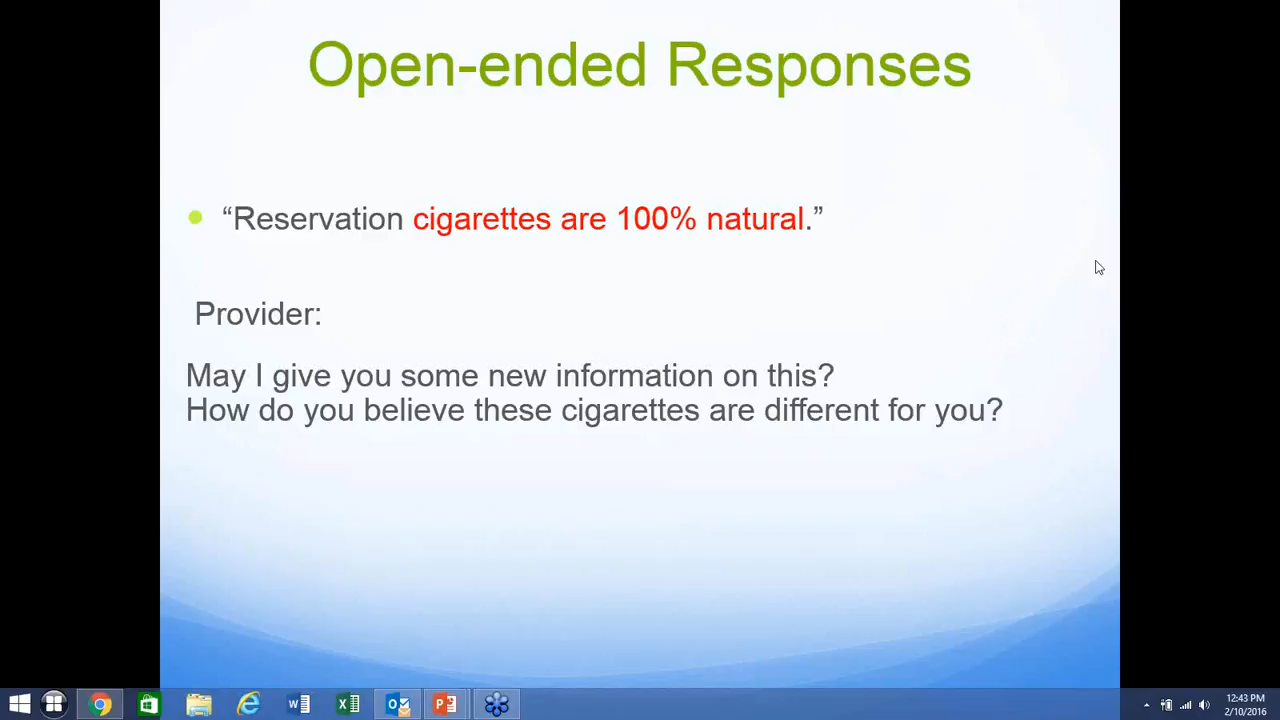 Open-ended Responses
“Reservation cigarettes are 100% natural.”
Provider:
May I give you some new information on this?
How do you believe these cigarettes are different for you?
12:43 PM
2/10/2016